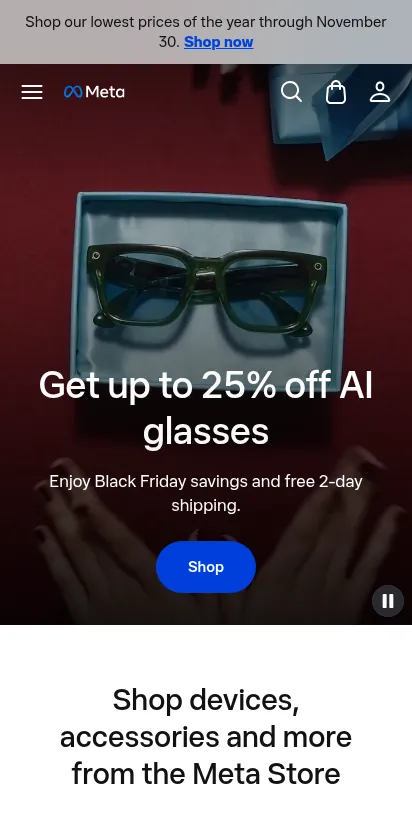 Shop our lowest prices of the year through November
30. Shop now
Meta
Get up to 25% off AI
glasses
Enjoy Black Friday savings and free 2-day
shipping.
Shop
Shop devices,
accessories and more
from the Meta Store